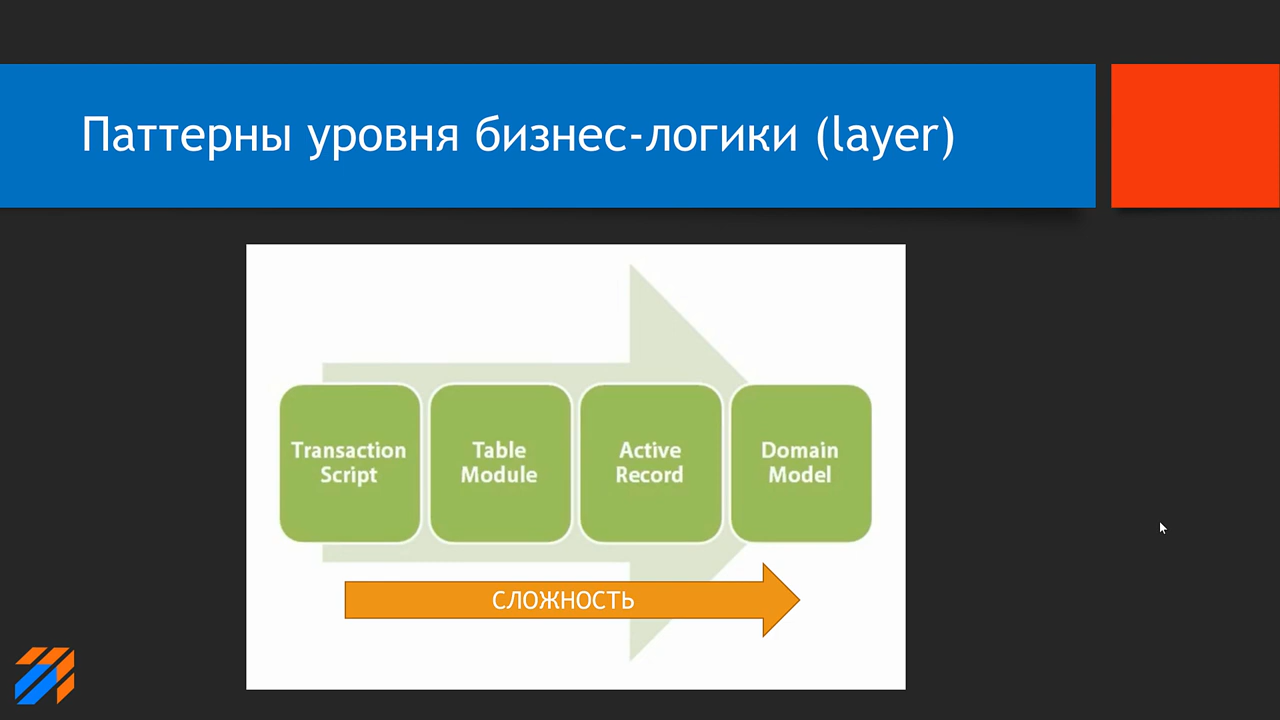 Паттерны уровня бизнес-логики (layer)
Transaction
Script
Table
Module
Active
Record
Domain
Model
СЛОЖНОСТЬ